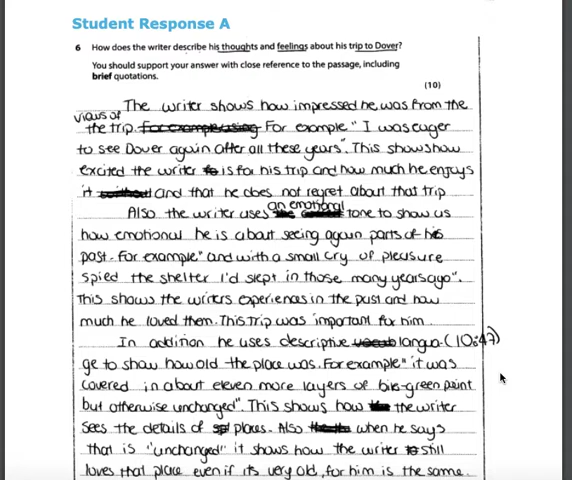 Student Response A
6 How does the writer describe his thoughts and feelings about his trip to Dover?
You should support your answer with close reference to the passage, including
brief quotations.
(10)
The writer shows how impressed he was from the
views of
the trip. For example " I was eager
to see Dover again after all these years". This show show
excited the writer is for his trip and how much he enjoys
it and that he does not regret about that trip
an emotional
Also the writer uses tone to show us
how emotional he is about seeing again parts of his
past. For example " and with a small cry of pleasure
spied the shelter I'd slept in those many years ago".
This shows the writers experiences in the past and how
much he loved them. This trip was important for him.
In addition he uses descriptive langua- (10:47)
ge to show how old the place was. For example " it was
covered in about eleven more layers of bile-green paint
but otherwise unchanged". This shows how the writer
sees the details of places. Also when he says
that is "unchanged" it shows how the writer still
loves that place even if its very old, for him is the same.